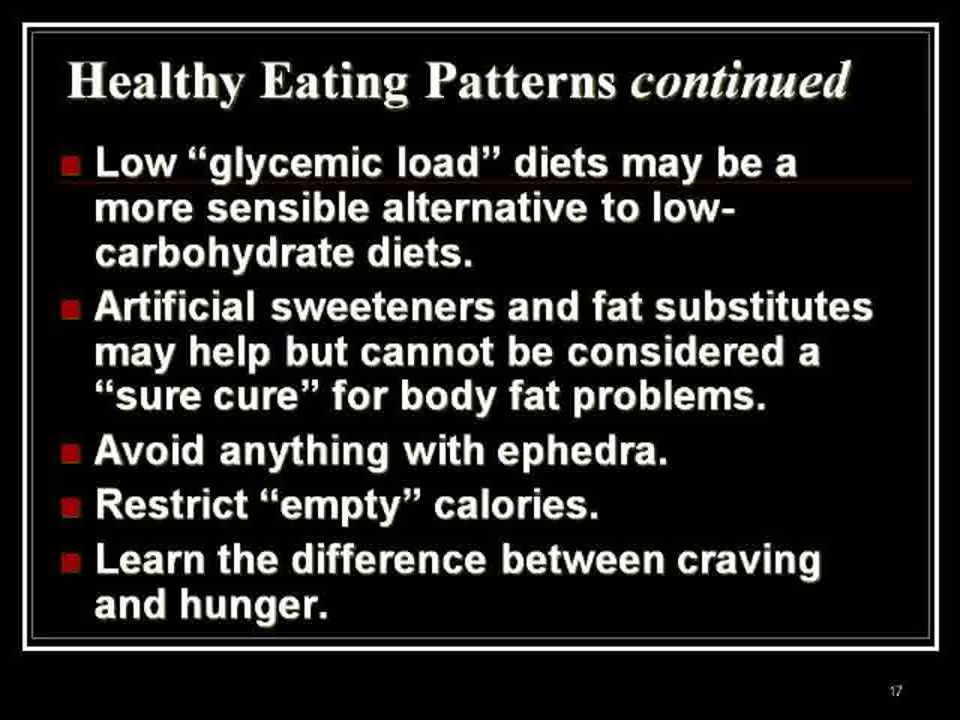 Healthy Eating Patterns continued
■ Low “glycemic load” diets may be a
more sensible alternative to low-
carbohydrate diets.
■ Artificial sweeteners and fat substitutes
may help but cannot be considered a
“sure cure” for body fat problems.
■ Avoid anything with ephedra.
■ Restrict “empty” calories.
■ Learn the difference between craving
and hunger.
17